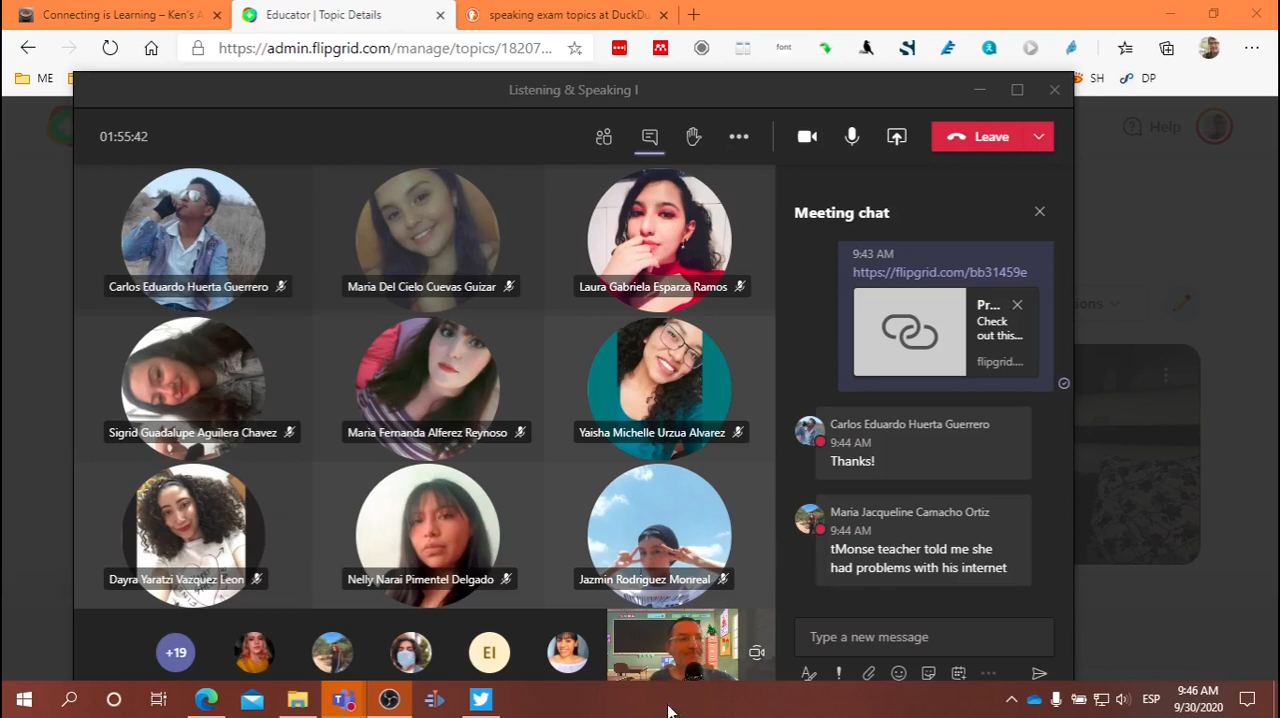 Connecting is Learning – Ken's A
Educator | Topic Details
speaking exam topics at DuckDu
https://admin.flipgrid.com/manage/topics/18207...
font
ME
SH
DP
Listening & Speaking I
Help
01:55:42
Leave
Meeting chat
9:43 AM
https://flipgrid.com/bb31459e
Pr...
Check
out this...
flipgrid....
Carlos Eduardo Huerta Guerrero
Maria Del Cielo Cuevas Guizar
Laura Gabriela Esparza Ramos
Sigrid Guadalupe Aguilera Chavez
Maria Fernanda Alferez Reynoso
Yaisha Michelle Urzua Alvarez
Dayra Yaratzi Vazquez Leon
Nelly Narai Pimentel Delgado
Jazmin Rodriguez Monreal
Carlos Eduardo Huerta Guerrero
9:44 AM
Thanks!
Maria Jacqueline Camacho Ortiz
9:44 AM
tMonse teacher told me she
had problems with his internet
+19
EI
Type a new message
ESP
9:46 AM
9/30/2020